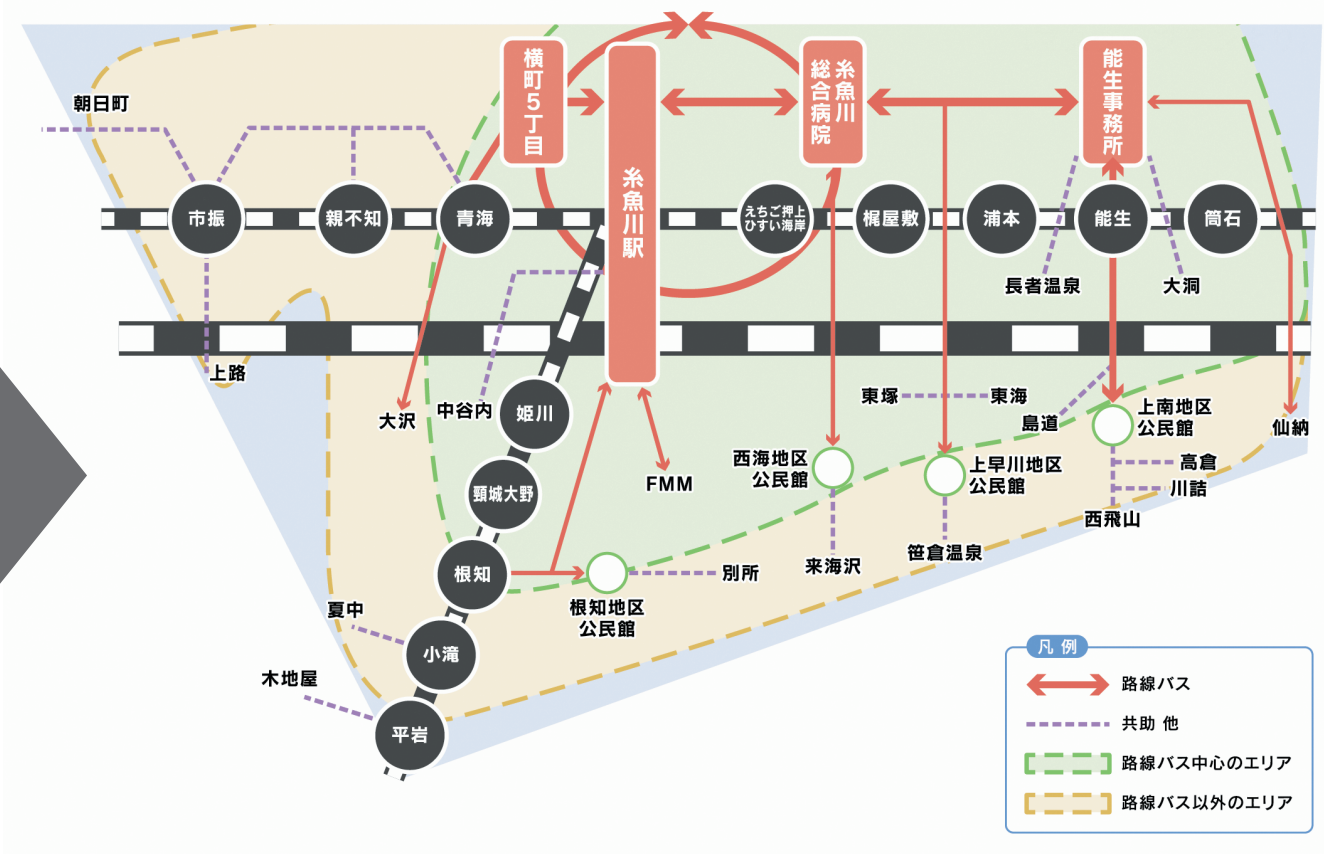 横町5丁目
糸魚川駅
糸魚川
総合病院
能生事務所
朝日町
市振
親不知
青海
えちご押上
ひすい海岸
梶屋敷
浦本
能生
筒石
長者温泉
大洞
上路
大沢
中谷内
姫川
東塚
東海
島道
上南地区
公民館
仙納
西海地区
公民館
上早川地区
公民館
高倉
川詰
西飛山
頸城大野
FMM
根知
別所
来海沢
笹倉温泉
根知地区
公民館
夏中
小滝
木地屋
平岩
凡例
路線バス
共助 他
路線バス中心のエリア
路線バス以外のエリア